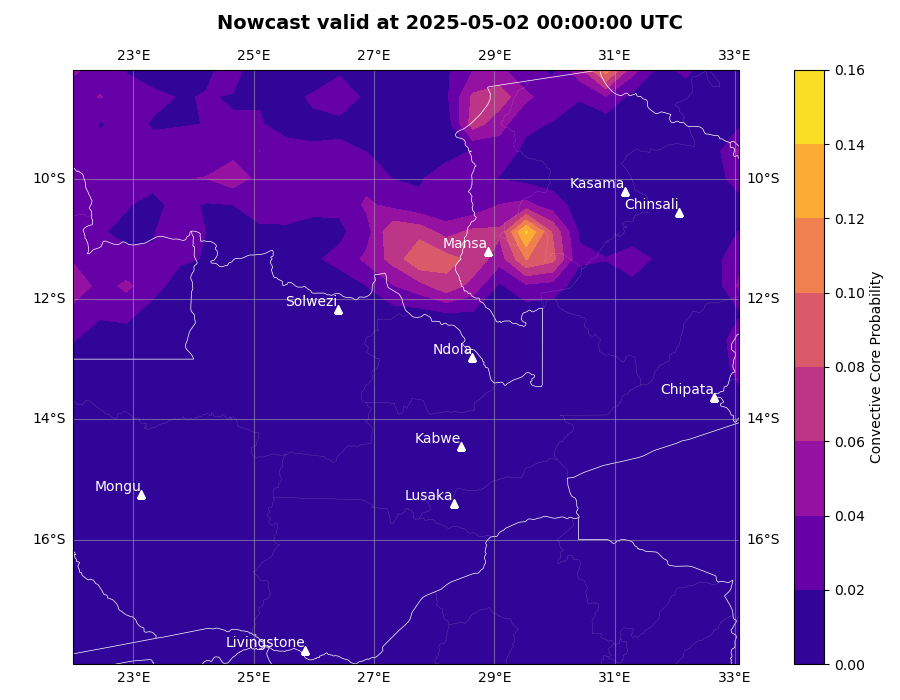 Nowcast valid at 2025-05-02 00:00:00 UTC
23°E 25°E 27°E 29°E 31°E 33°E
0.16
0.14
10°S Kasama 10°S
Chinsali
0.12
Mansa
0.10
12°S Solwezi 12°S
Ndola
0.08
Chipata
14°S 14°S
Kabwe
0.06
Mongu Lusaka
0.04
16°S 16°S
0.02
Livingstone
0.00
23°E 25°E 27°E 29°E 31°E 33°E
Convective Core Probability